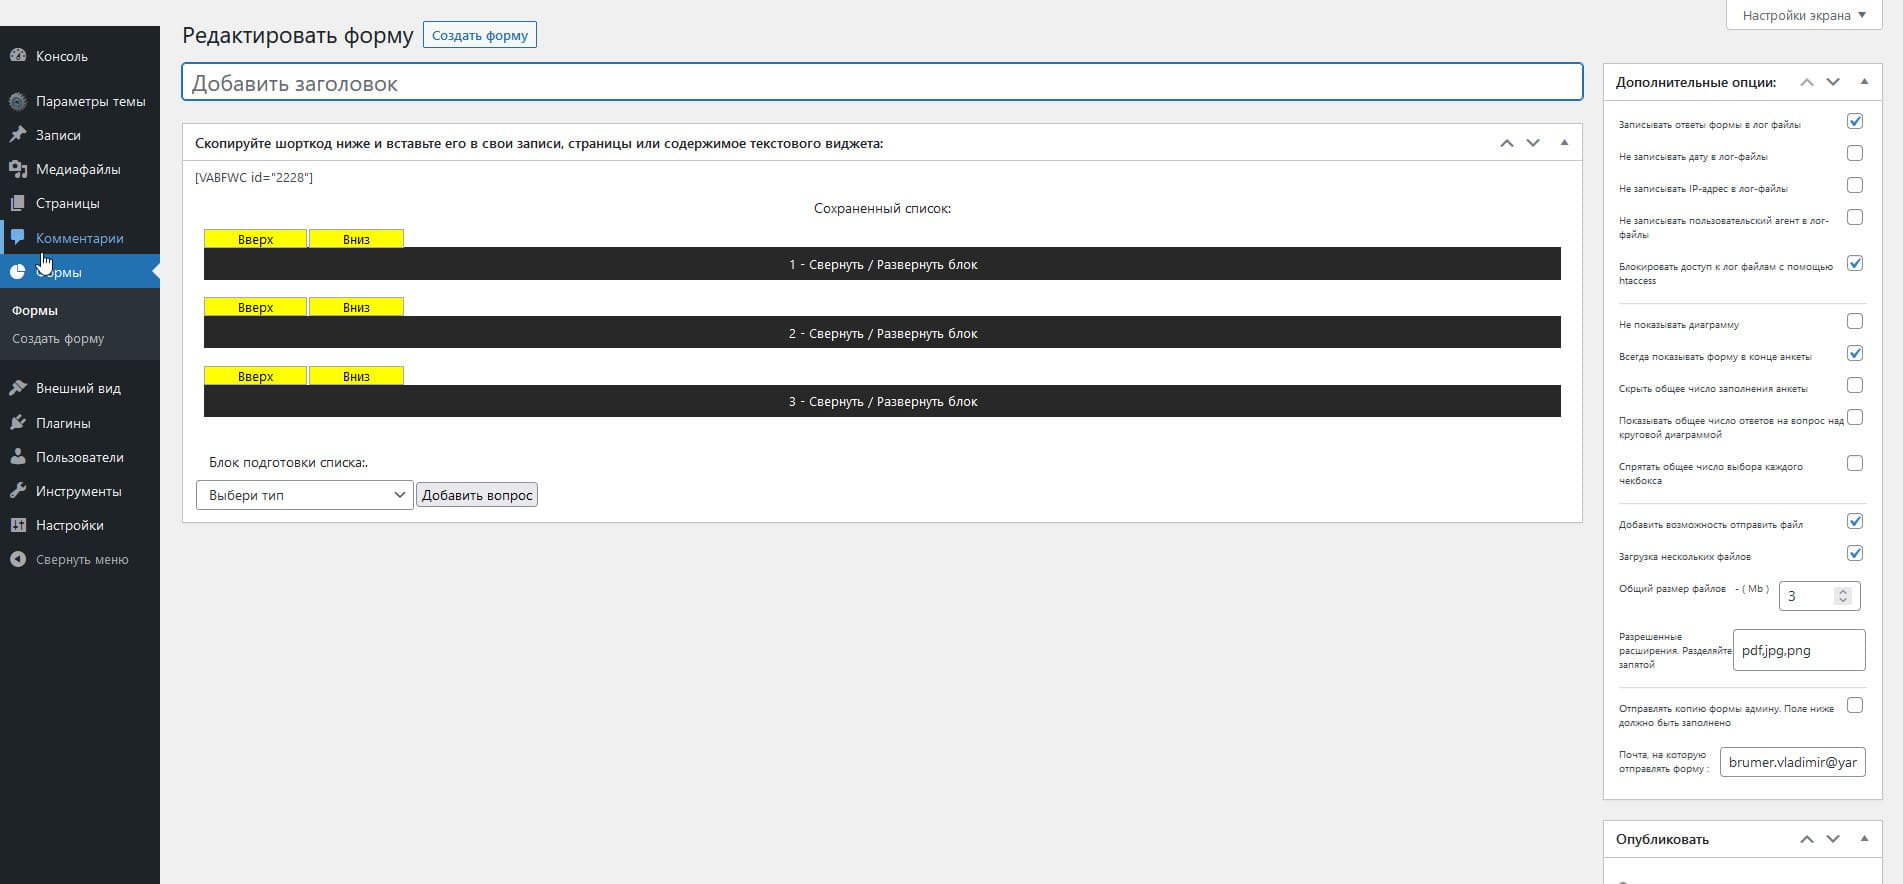 Настройки экрана
Редактировать форму
Создать форму
Добавить заголовок
Консоль
Параметры темы
Записи
Медиафайлы
Страницы
Комментарии
Формы
Формы
Создать форму
Внешний вид
Плагины
Пользователи
Инструменты
Настройки
Свернуть меню
Скопируйте шорткод ниже и вставьте его в свои записи, страницы или содержимое текстового виджета:
[VABFWC id="2228"]
Сохраненный список:
Вверх Вниз
1 - Свернуть / Развернуть блок
Вверх Вниз
2 - Свернуть / Развернуть блок
Вверх Вниз
3 - Свернуть / Развернуть блок
Блок подготовки списка:.
Выбери тип Добавить вопрос
Дополнительные опции:
Записывать ответы формы в лог файлы
Не записывать дату в лог-файлы
Не записывать IP-адрес в лог-файлы
Не записывать пользовательский агент в лог-
файлы
Блокировать доступ к лог файлам с помощью
htaccess
Не показывать диаграмму
Всегда показывать форму в конце анкеты
Скрыть общее число заполнения анкеты
Показывать общее число ответов на вопрос над
круговой диаграммой
Спрятать общее число выбора каждого
чекбокса
Добавить возможность отправить файл
Загрузка нескольких файлов
Общий размер файлов - ( Mb ) 3
Разрешенные
расширения. Разделяйте
запятой
pdf,jpg,png
Отправлять копию формы админу. Поле ниже
должно быть заполнено
Почта, на которую
отправлять форму :
brumer.vladimir@yar
Опубликовать